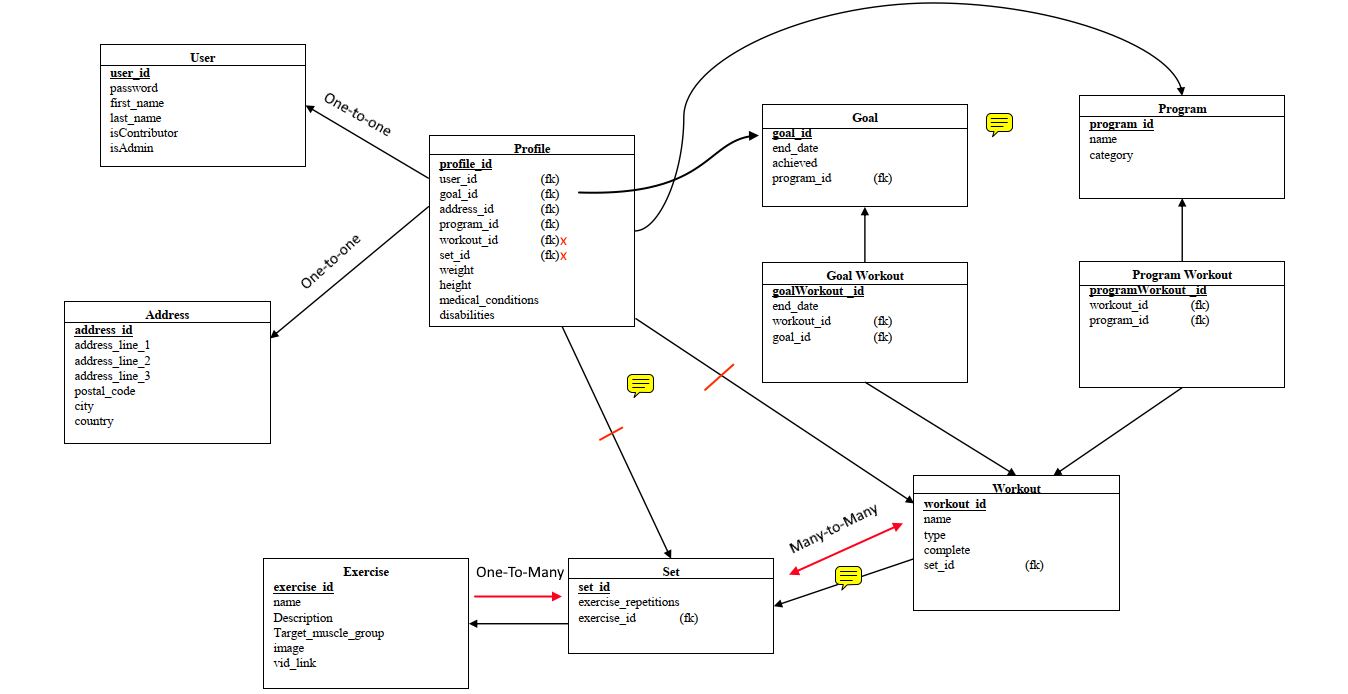 User
user_id
password
first_name
last_name
isContributor
isAdmin
One-to-one
Profile
profile_id
user_id (fk)
goal_id (fk)
address_id (fk)
program_id (fk)
workout_id (fk)x
set_id (fk)x
weight
height
medical_conditions
disabilities
Goal
goal_id
end_date
achieved
program_id (fk)
Program
program_id
name
category
One-to-one
Address
address_id
address_line_1
address_line_2
address_line_3
postal_code
city
country
Goal Workout
goalWorkout_id
end_date
workout_id (fk)
goal_id (fk)
Program Workout
programWorkout_id
workout_id (fk)
program_id (fk)
Workout
workout_id
name
type
complete
set_id (fk)
Many-to-Many
Exercise
exercise_id
name
Description
Target_muscle_group
image
vid_link
One-To-Many
Set
set_id
exercise_repetitions
exercise_id (fk)